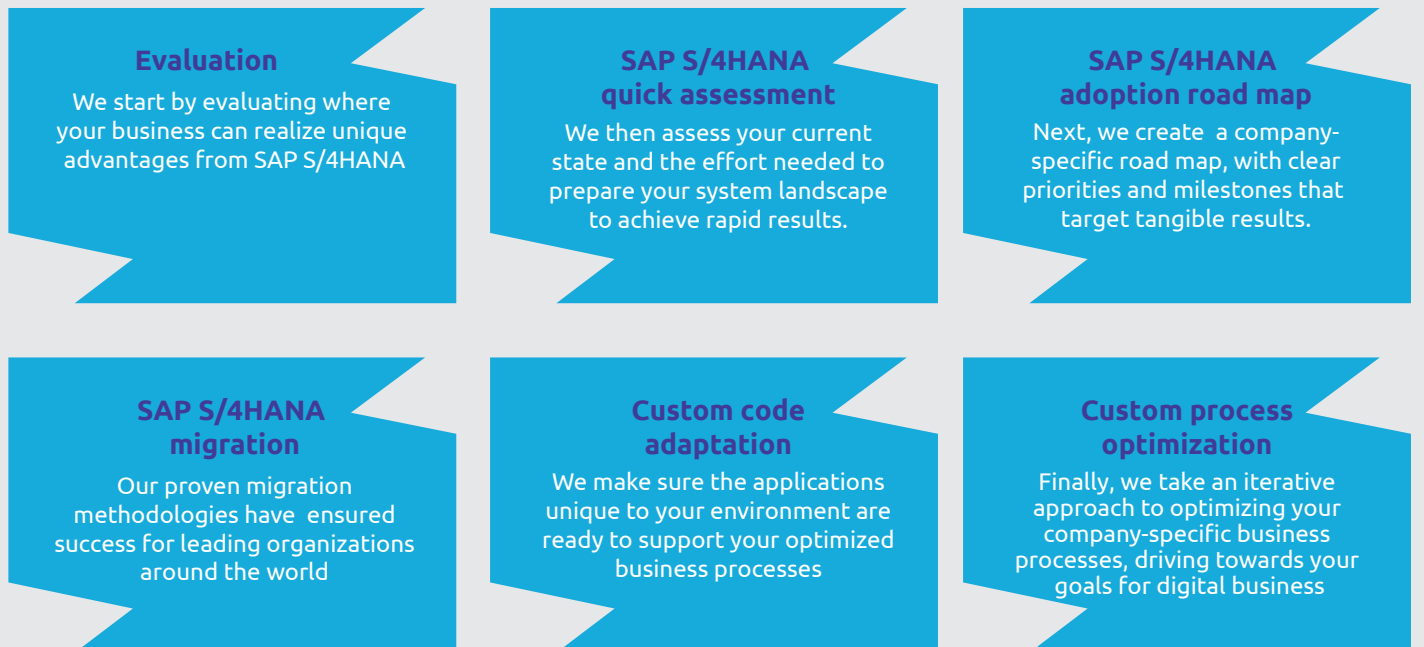 Evaluation
We start by evaluating where
your business can realize unique
advantages from SAP S/4HANA
SAP S/4HANA
quick assessment
We then assess your current
state and the effort needed to
prepare your system landscape
to achieve rapid results.
SAP S/4HANA
adoption road map
Next, we create  a company-
specific road map, with clear
priorities and milestones that
target tangible results.
SAP S/4HANA
migration
Our proven migration
methodologies have  ensured
success for leading organizations
around the world
Custom code
adaptation
We make sure the applications
unique to your environment are
ready to support your optimized
business processes
Custom process
optimization
Finally, we take an iterative
approach to optimizing your
company-specific business
processes, driving towards your
goals for digital business